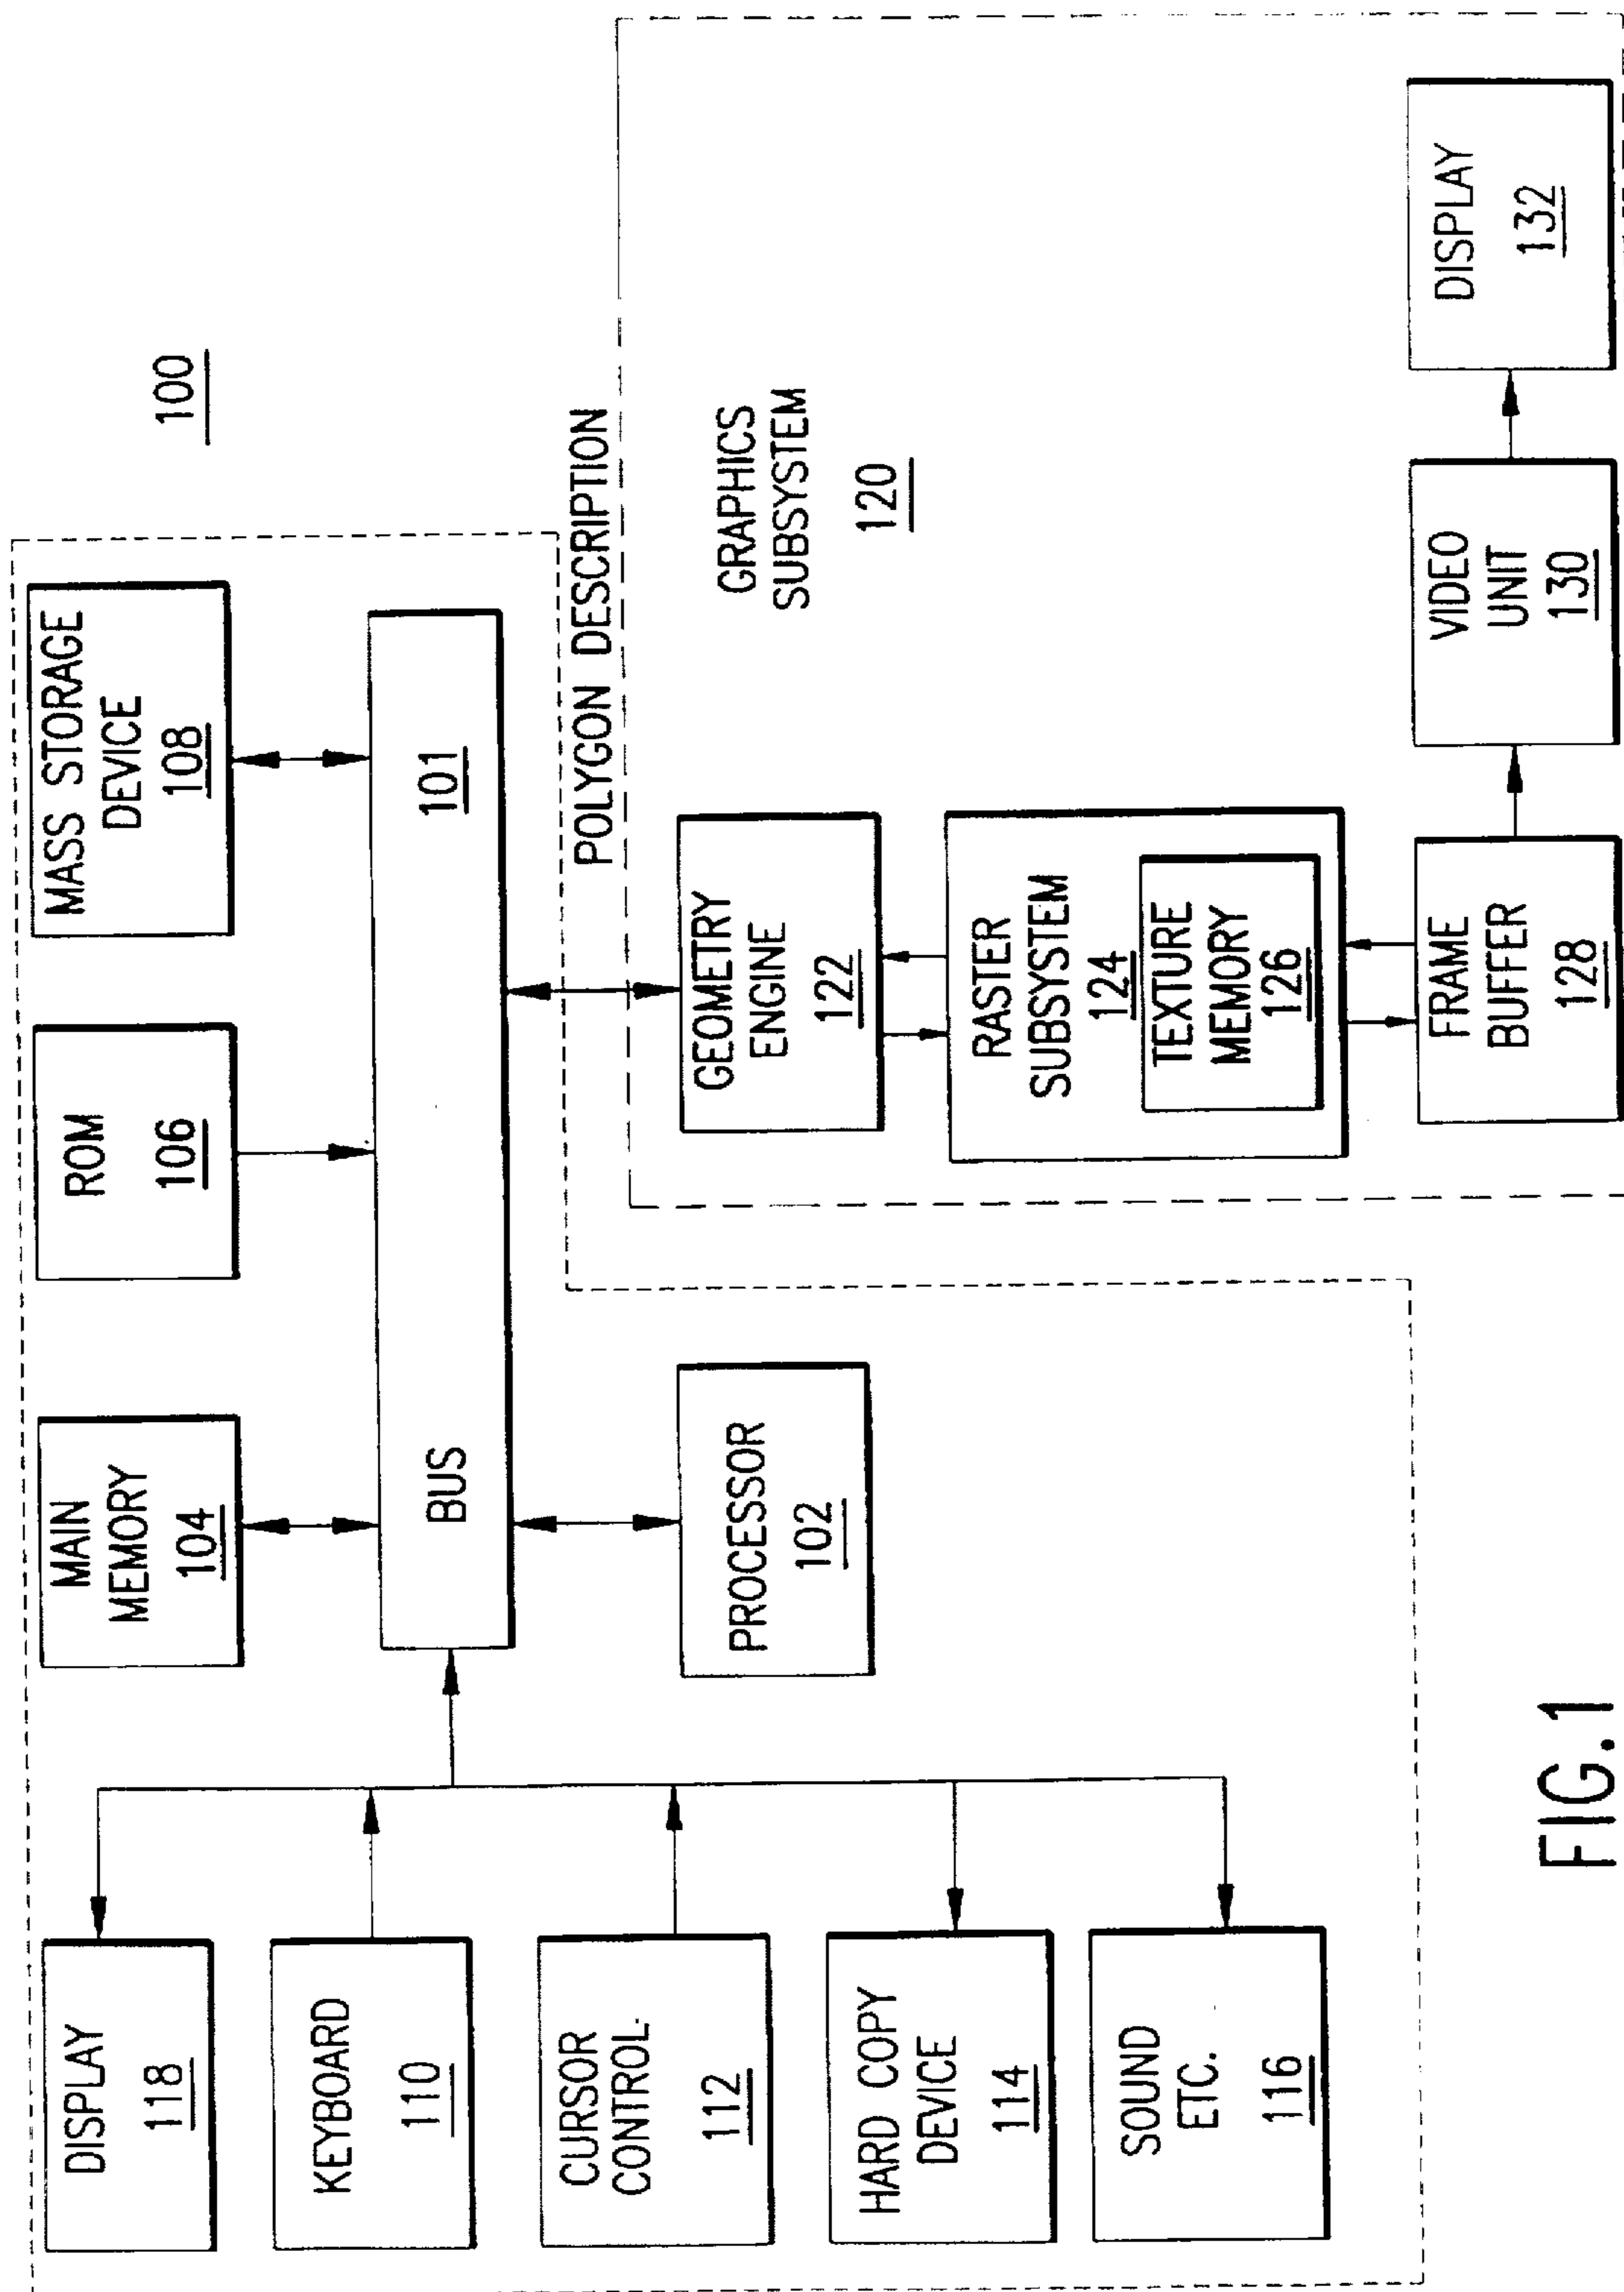 100
DISPLAY
118
KEYBOARD
110
CURSOR
CONTROL
112
HARD COPY
DEVICE
114
SOUND
ETC.
116
MAIN
MEMORY
104
ROM
106
MASS STORAGE
DEVICE
108
BUS
101
PROCESSOR
102
POLYGON DESCRIPTION
GRAPHICS
SUBSYSTEM
120
GEOMETRY
ENGINE
122
RASTER
SUBSYSTEM
124
TEXTURE
MEMORY
126
FRAME
BUFFER
128
VIDEO
UNIT
130
DISPLAY
132
FIG.1